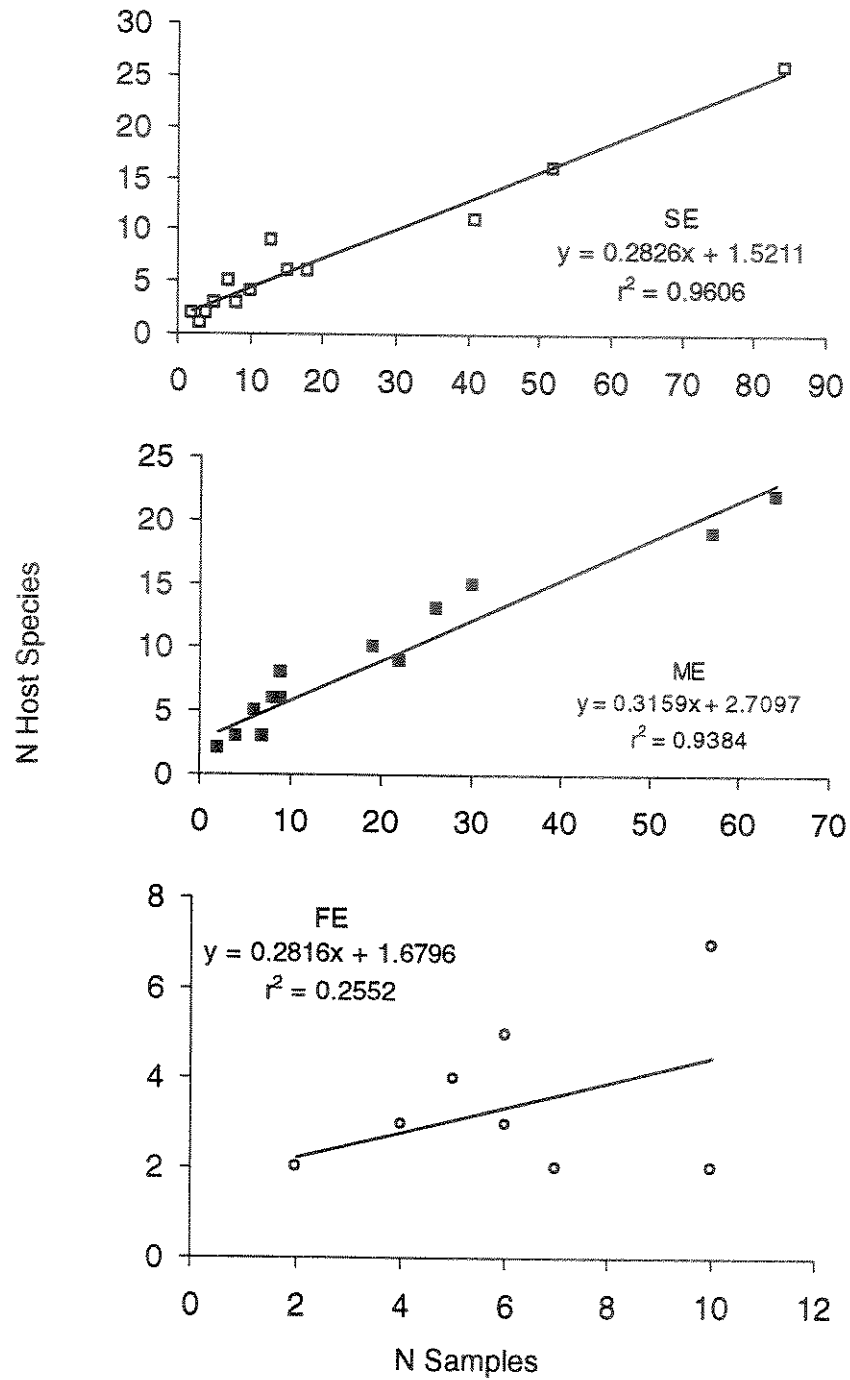 30
25
20
15
10
5
0
SE
y = 0.2826x + 1.5211
r² = 0.9606
0 10 20 30 40 50 60 70 80 90
N Host Species
25
20
15
10
5
0
ME
y = 0.3159x + 2.7097
r² = 0.9384
0 10 20 30 40 50 60 70
8
6
4
2
0
FE
y = 0.2816x + 1.6796
r² = 0.2552
0 2 4 6 8 10 12
N Samples